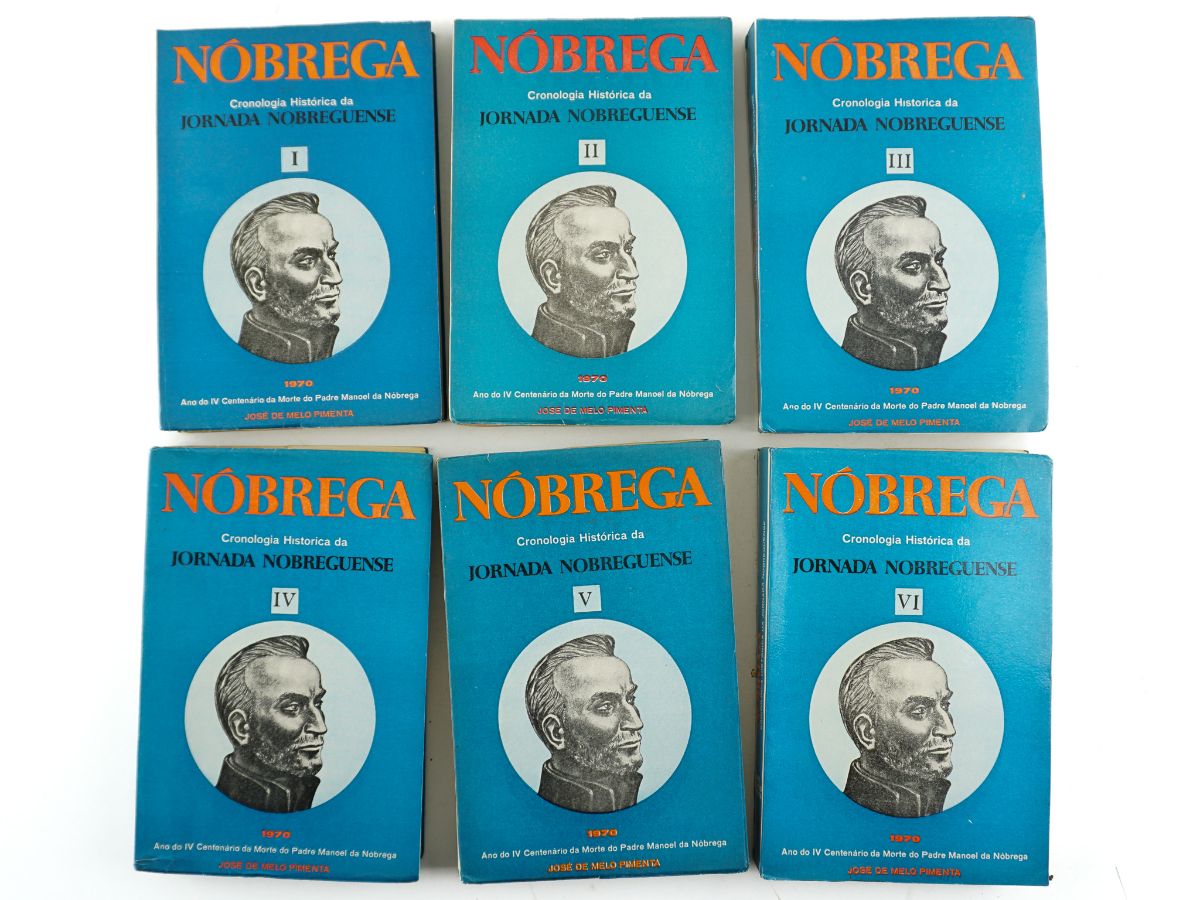 NÓBREGA
Cronologia Histórica da
JORNADA NOBREGUENSE
I
1970
Ano do IV Centenário da Morte do Padre Manoel da Nóbrega
JOSÉ DE MELO PIMENTA
NÓBREGA
Cronologia Histórica da
JORNADA NOBREGUENSE
II
1970
Ano do IV Centenário da Morte do Padre Manoel da Nóbrega
JOSÉ DE MELO PIMENTA
NÓBREGA
Cronologia Historica da
JORNADA NOBREGUENSE
III
1970
Ano do IV Centenário da Morte do Padre Manoel da Nóbrega
JOSÉ DE MELO PIMENTA
NÓBREGA
Cronologia Histórica da
JORNADA NOBREGUENSE
IV
1970
Ano do IV Centenário da Morte do Padre Manoel da Nóbrega
JOSÉ DE MELO PIMENTA
NÓBREGA
Cronologia Histórica da
JORNADA NOBREGUENSE
V
1970
Ano do IV Centenário da Morte do Padre Manoel da Nóbrega
JOSÉ DE MELO PIMENTA
NÓBREGA
Cronologia Histórica da
JORNADA NOBREGUENSE
VI
1970
Ano do IV Centenário da Morte do Padre Manoel da Nóbrega
JOSÉ DE MELO PIMENTA